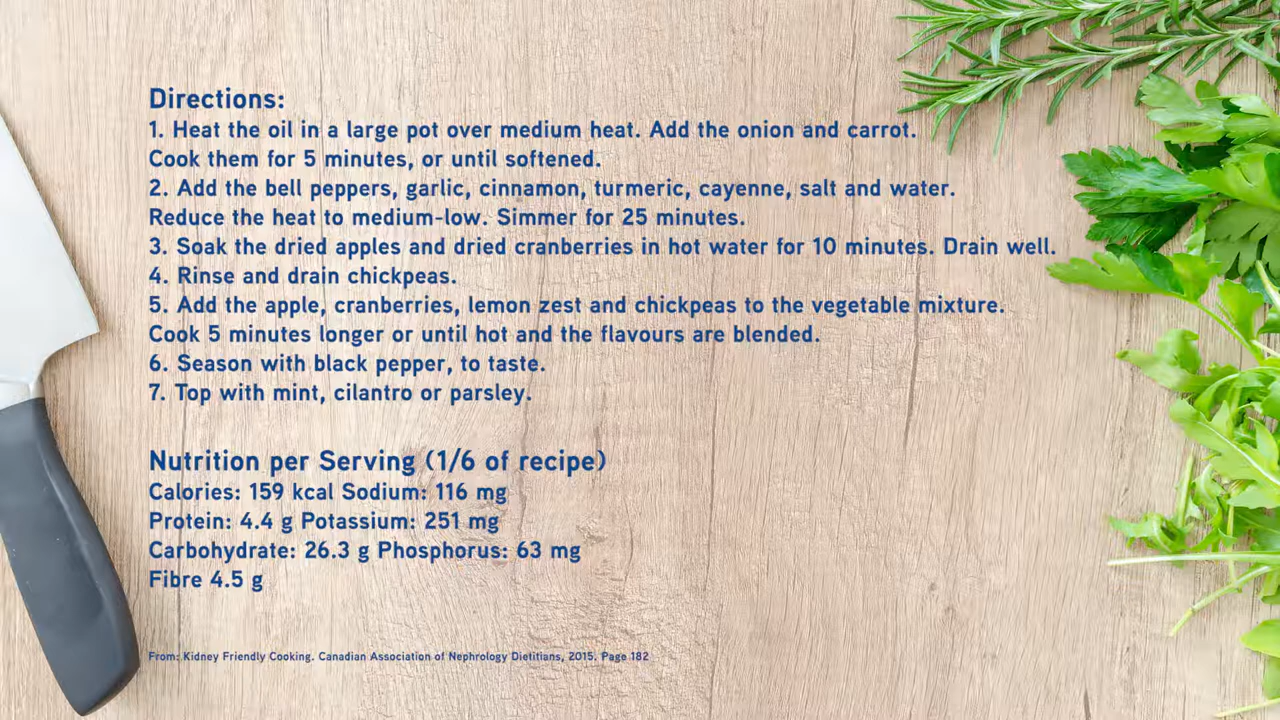 Directions:
1. Heat the oil in a large pot over medium heat. Add the onion and carrot.
Cook them for 5 minutes, or until softened.
2. Add the bell peppers, garlic, cinnamon, turmeric, cayenne, salt and water.
Reduce the heat to medium-low. Simmer for 25 minutes.
3. Soak the dried apples and dried cranberries in hot water for 10 minutes. Drain well.
4. Rinse and drain chickpeas.
5. Add the apple, cranberries, lemon zest and chickpeas to the vegetable mixture.
Cook 5 minutes longer or until hot and the flavours are blended.
6. Season with black pepper, to taste.
7. Top with mint, cilantro or parsley.
Nutrition per Serving (1/6 of recipe)
Calories: 159 kcal Sodium: 116 mg
Protein: 4.4 g Potassium: 251 mg
Carbohydrate: 26.3 g Phosphorus: 63 mg
Fibre 4.5 g
From: Kidney Friendly Cooking. Canadian Association of Nephrology Dietitians, 2015. Page 182